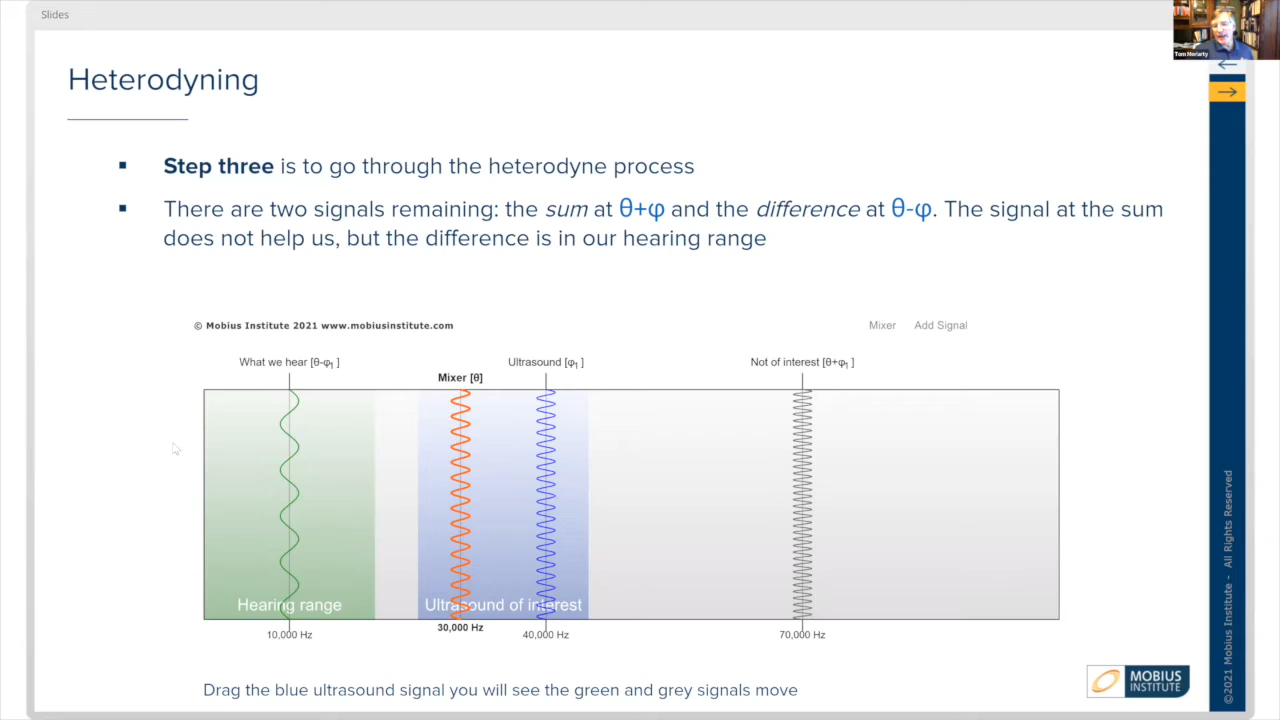 Slides
Tom Moriarty
Heterodyning
▪ Step three is to go through the heterodyne process
▪ There are two signals remaining: the sum at θ+φ and the difference at θ-φ. The signal at the sum
does not help us, but the difference is in our hearing range
© Mobius Institute 2021 www.mobiusinstitute.com
Mixer Add Signal
What we hear [θ-φ1 ]
Mixer [θ]
Ultrasound [φ1 ]
Not of interest [θ+φ1 ]
Hearing range
Ultrasound of interest
10,000 Hz
30,000 Hz
40,000 Hz
70,000 Hz
Drag the blue ultrasound signal you will see the green and grey signals move
MOBIUS
INSTITUTE
©2021 Mobius Institute - All Rights Reserved